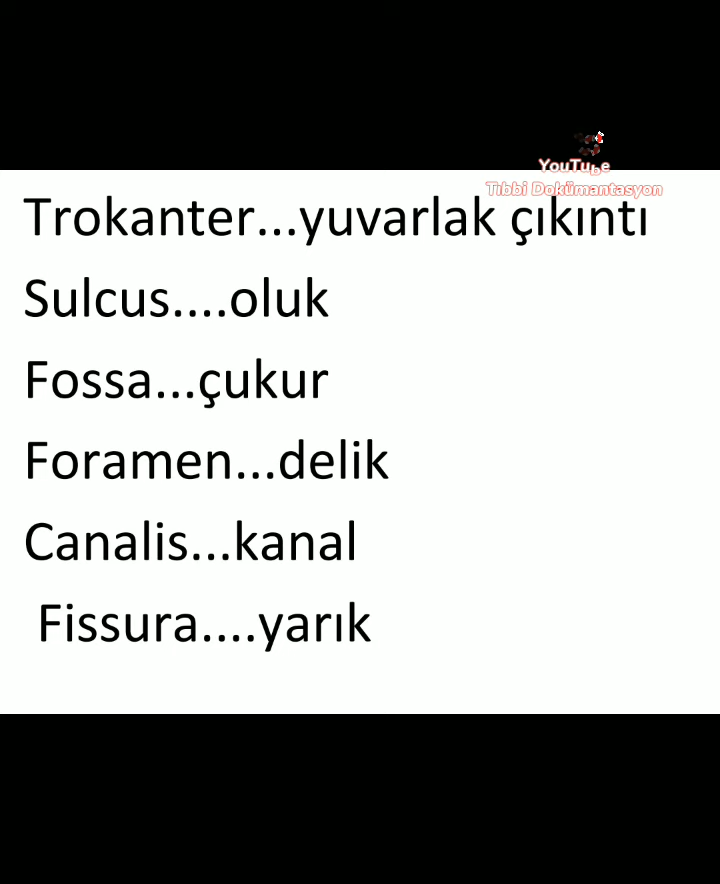 YouTube
Tıbbi Dokümantasyon
Trokanter...yuvarlak çıkıntı
Sulcus....oluk
Fossa...çukur
Foramen...delik
Canalis...kanal
Fissura....yarık